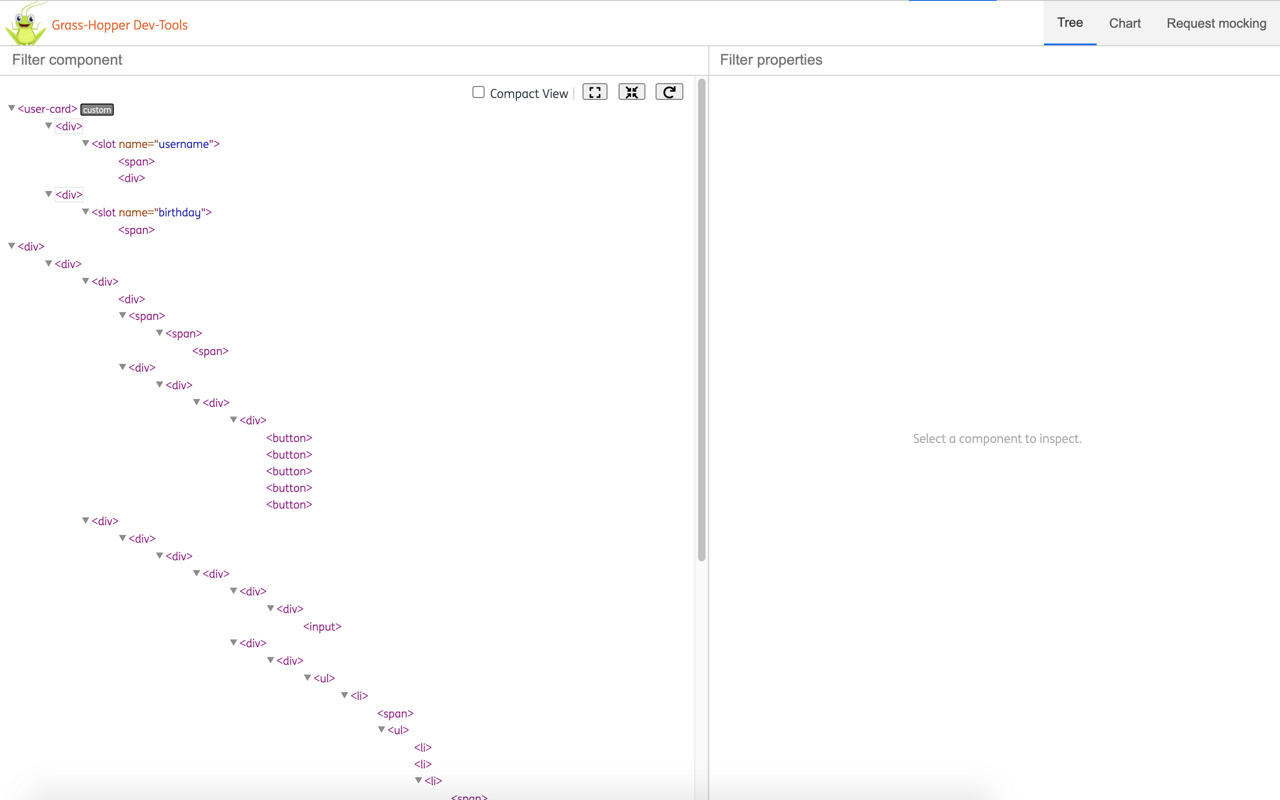 Grass-Hopper Dev-Tools
Tree Chart Request mocking
Filter component
Filter properties
Compact View
<user-card> custom
<div>
<slot name="username">
<span>
<div>
<div>
<slot name="birthday">
<span>
<div>
<div>
<div>
<div>
<span>
<span>
<span>
<div>
<div>
<div>
<div>
<button>
<button>
<button>
<button>
<button>
<div>
<div>
<div>
<div>
<div>
<div>
<input>
<div>
<div>
<ul>
<li>
<span>
<ul>
<li>
<li>
<li>
<span>
Select a component to inspect.